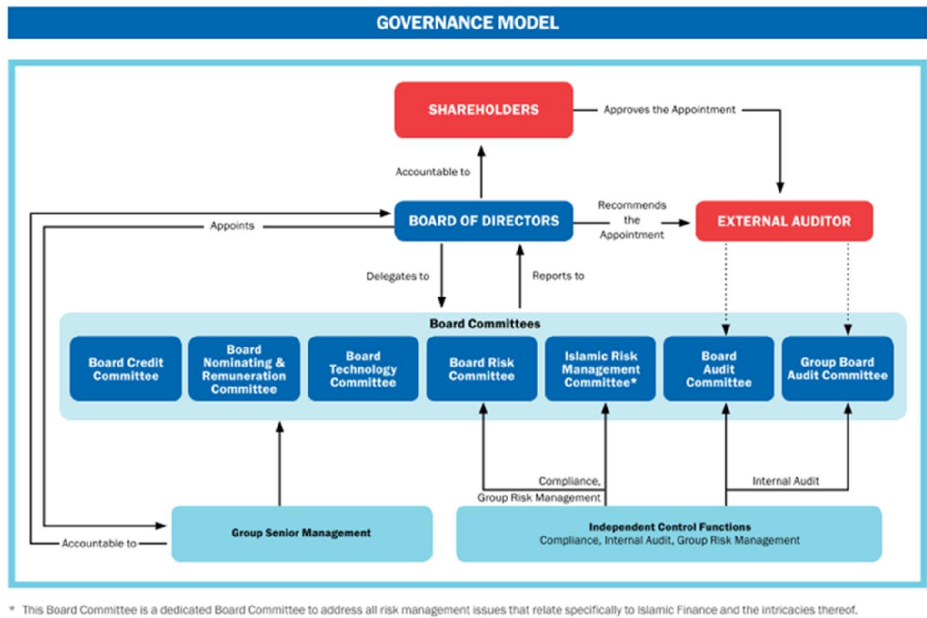 GOVERNANCE MODEL
SHAREHOLDERS
Approves the Appointment
Accountable to
Appoints
BOARD OF DIRECTORS
Recommends
the
Appointment
EXTERNAL AUDITOR
Delegates to
Reports to
Board Committees
Board Credit
Committee
Board
Nominating &
Remuneration
Committee
Board
Technology
Committee
Board Risk
Committee
Islamic Risk
Management
Committee*
Board
Audit
Committee
Group Board
Audit Committee
Compliance,
Group Risk Management
Internal Audit
Group Senior Management
Accountable to
Independent Control Functions
Compliance, Internal Audit, Group Risk Management
* This Board Committee is a dedicated Board Committee to address all risk management issues that relate specifically to Islamic Finance and the intricacies thereof.